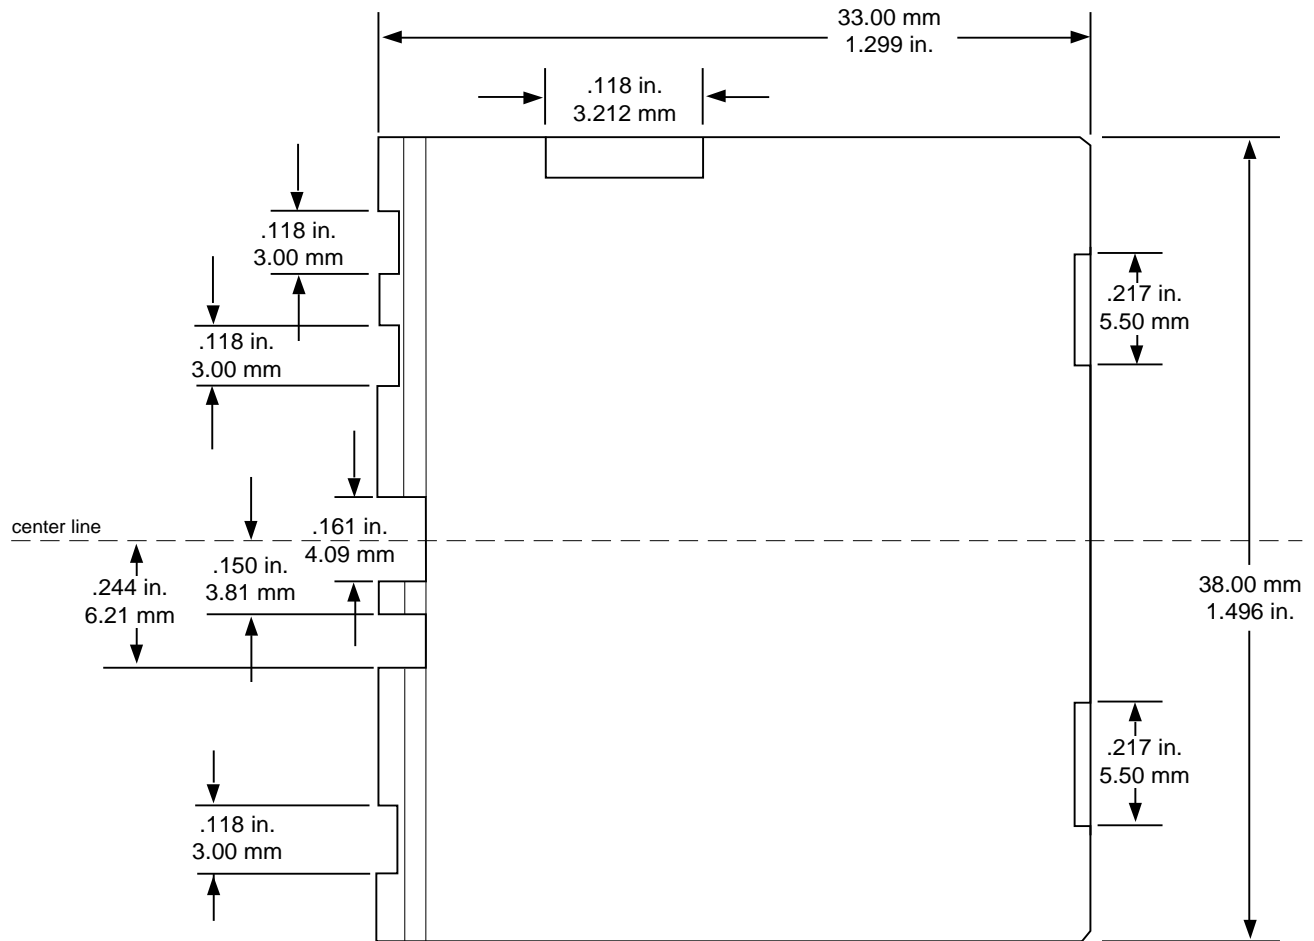 33.00 mm
1.299 in.
.118 in.
3.212 mm
.118 in.
3.00 mm
.217 in.
5.50 mm
.118 in.
3.00 mm
center line
.161 in.
4.09 mm
.150 in.
3.81 mm
.244 in.
6.21 mm
38.00 mm
1.496 in.
.217 in.
5.50 mm
.118 in.
3.00 mm